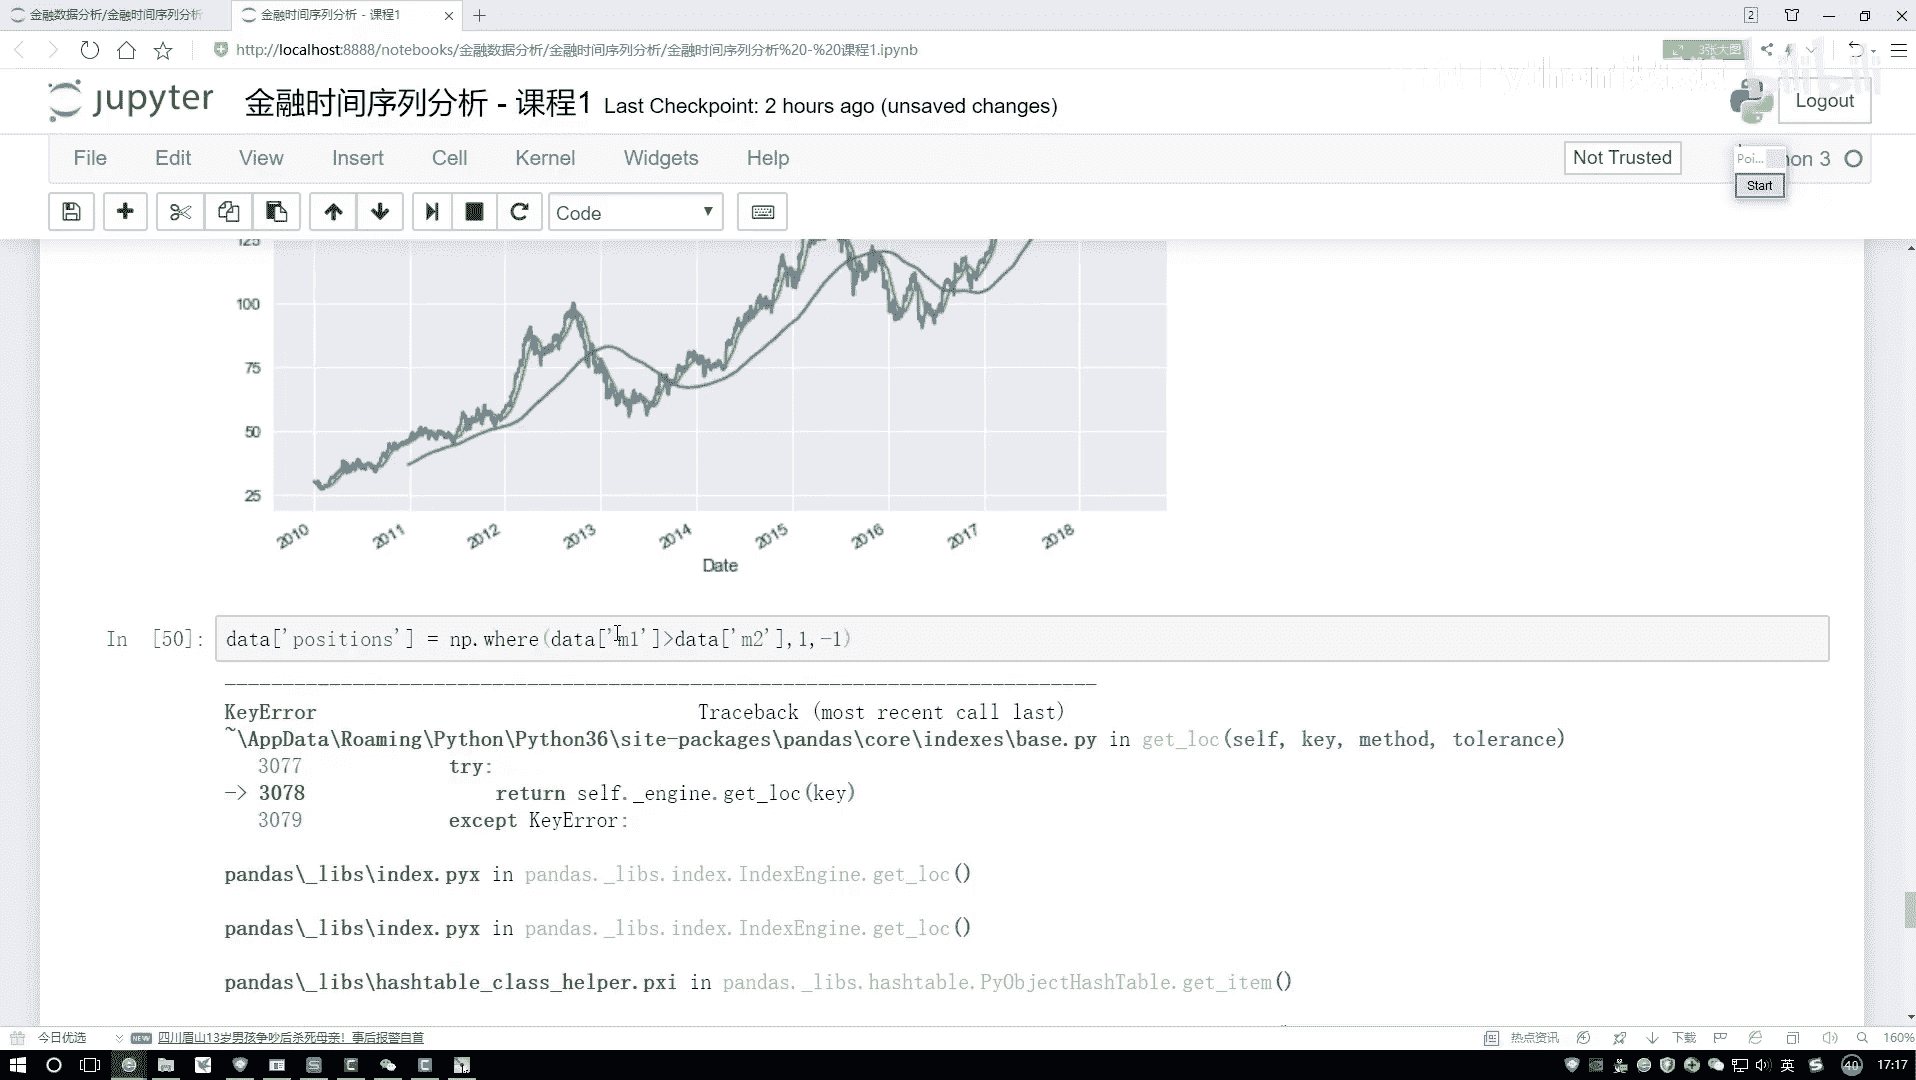 金融数据分析/金融时间序列分析
金融时间序列分析 - 课程1
2
http://localhost:8888/notebooks/金融数据分析/金融时间序列分析/金融时间序列分析%20-%20课程1.ipynb
3张大图
bilibili
jupyter
金融时间序列分析 - 课程1 Last Checkpoint: 2 hours ago (unsaved changes)
Logout
File Edit View Insert Cell Kernel Widgets Help
Not Trusted
Poi...
hon 3
Start
Code
125
100
75
50
25
2010 2011 2012 2013 2014 2015 2016 2017 2018
Date
In [50]: data['positions'] = np.where(data['m1']>data['m2'],1,-1)
KeyError Traceback (most recent call last)
~\AppData\Roaming\Python\Python36\site-packages\pandas\core\indexes\base.py in get_loc(self, key, method, tolerance)
3077 try:
-> 3078 return self._engine.get_loc(key)
3079 except KeyError:
pandas\_libs\index.pyx in pandas._libs.index.IndexEngine.get_loc()
pandas\_libs\index.pyx in pandas._libs.index.IndexEngine.get_loc()
pandas\_libs\hashtable_class_helper.pxi in pandas._libs.hashtable.PyObjectHashTable.get_item()
今日优选 NEW 四川眉山13岁男孩争吵后杀死母亲！事后报警自首
热点资讯 下载 160%
英 40 17:17